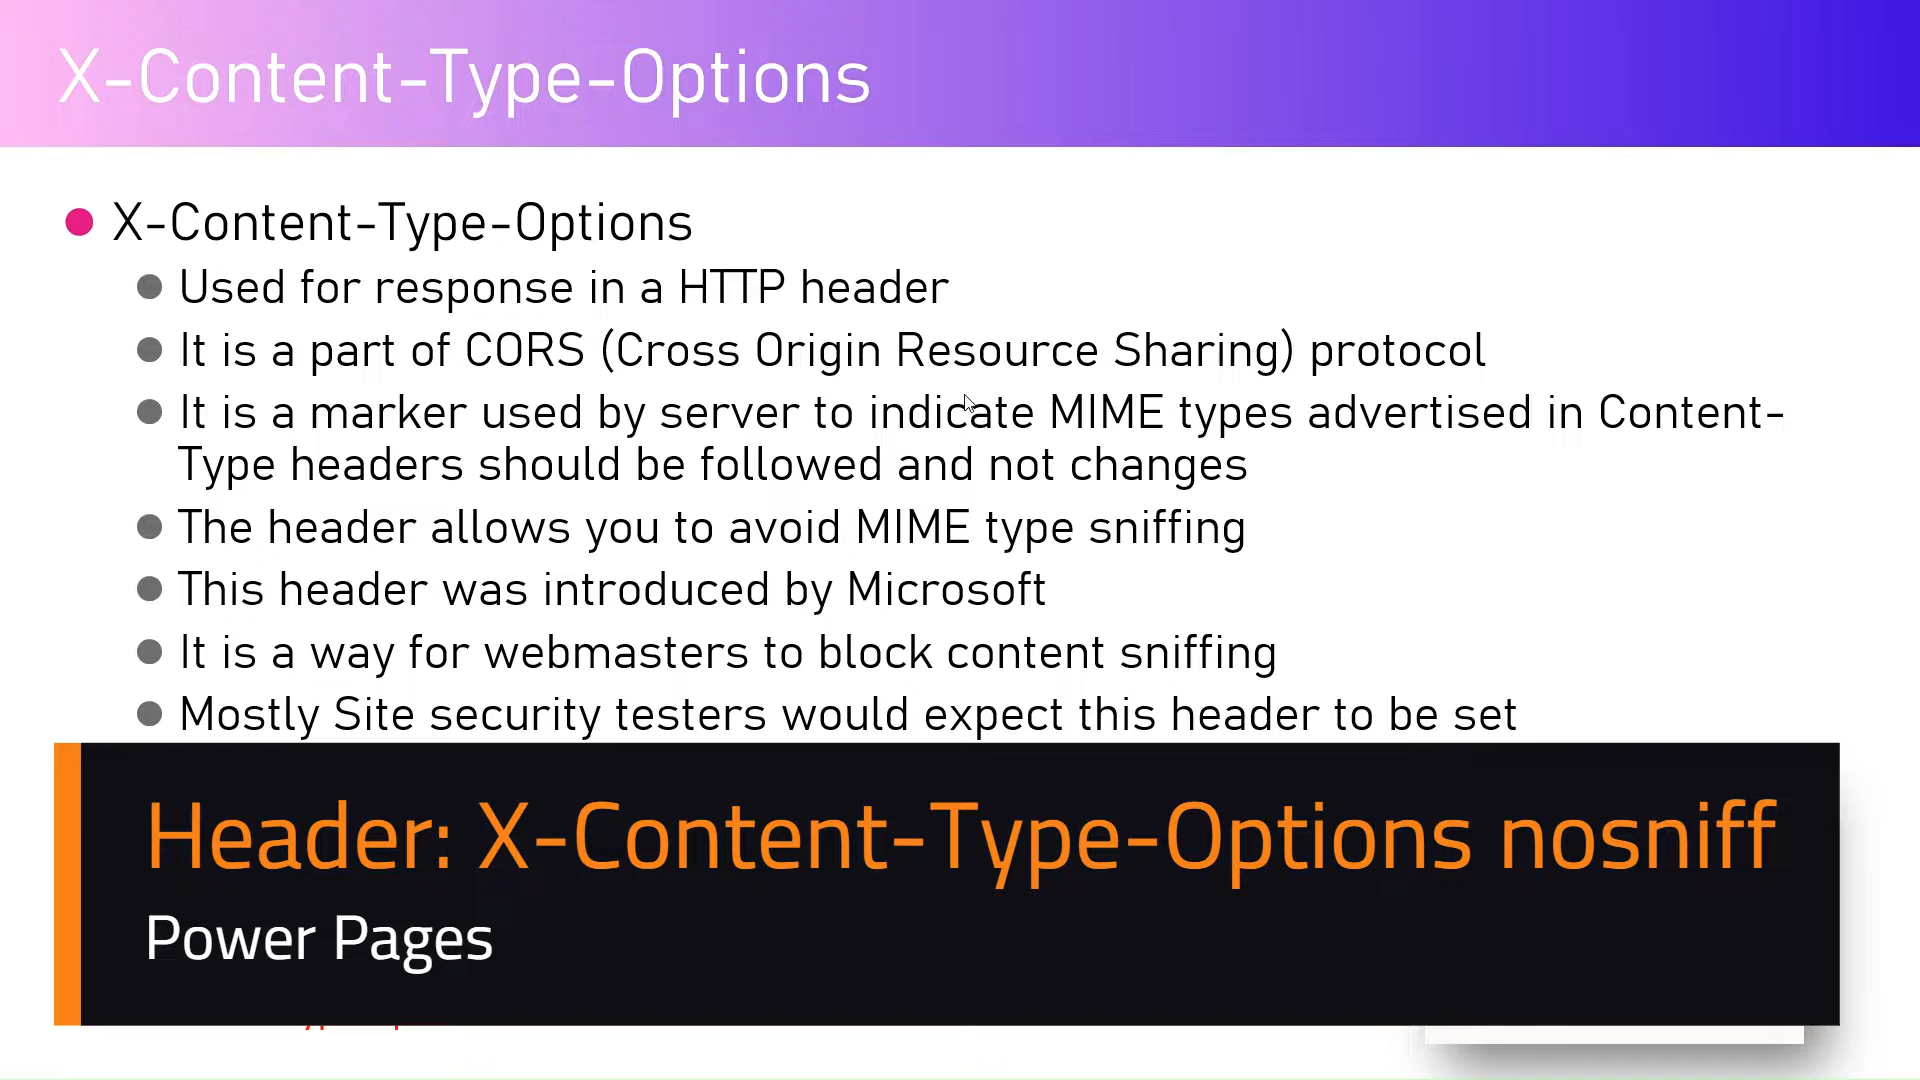 X-Content-Type-Options
X-Content-Type-Options
Used for response in a HTTP header
It is a part of CORS (Cross Origin Resource Sharing) protocol
It is a marker used by server to indicate MIME types advertised in Content-
Type headers should be followed and not changes
The header allows you to avoid MIME type sniffing
This header was introduced by Microsoft
It is a way for webmasters to block content sniffing
Mostly Site security testers would expect this header to be set
Header: X-Content-Type-Options nosniff
Power Pages